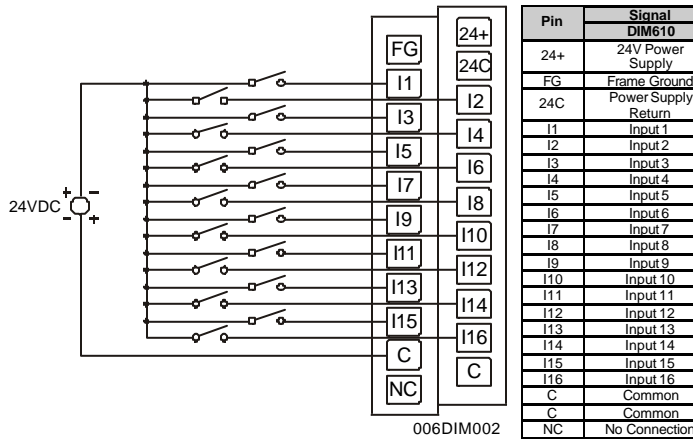 24+
FG
24C
I1
I2
I3
I4
I5
I6
I7
I8
I9
I10
I11
I12
I13
I14
I15
I16
C
C
NC
+ -
24VDC
- +
006DIM002
Pin Signal
DIM610
24+ 24V Power
Supply
FG Frame Ground
24C Power Supply
Return
I1 Input 1
I2 Input 2
I3 Input 3
I4 Input 4
I5 Input 5
I6 Input 6
I7 Input 7
I8 Input 8
I9 Input 9
I10 Input 10
I11 Input 11
I12 Input 12
I13 Input 13
I14 Input 14
I15 Input 15
I16 Input 16
C Common
C Common
NC No Connection